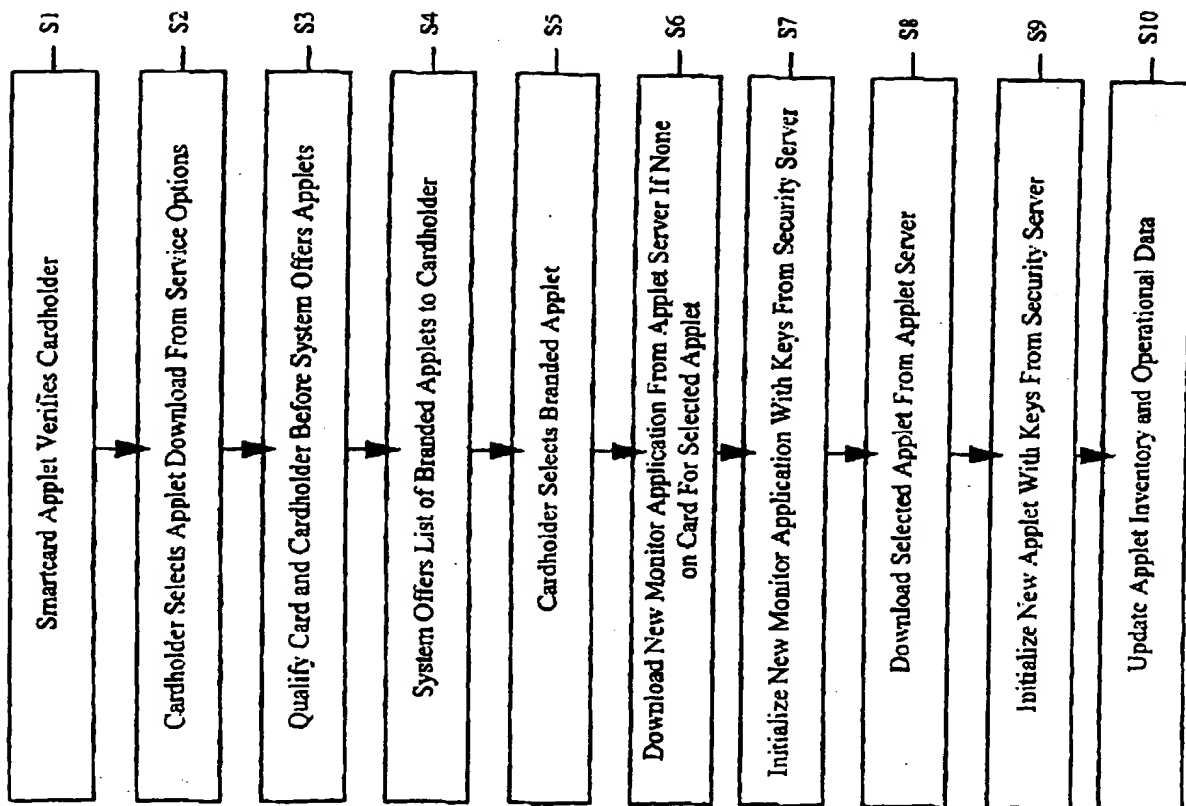 Smartcard Applet Verifies Cardholder
S1
Cardholder Selects Applet Download From Service Options
S2
Qualify Card and Cardholder Before System Offers Applets
S3
System Offers List of Branded Applets to Cardholder
S4
Cardholder Selects Branded Applet
S5
Download New Monitor Application From Applet Server If None
on Card For Selected Applet
S6
Initialize New Monitor Application With Keys From Security Server
S7
Download Selected Applet From Applet Server
S8
Initialize New Applet With Keys From Security Server
S9
Update Applet Inventory and Operational Data
S10